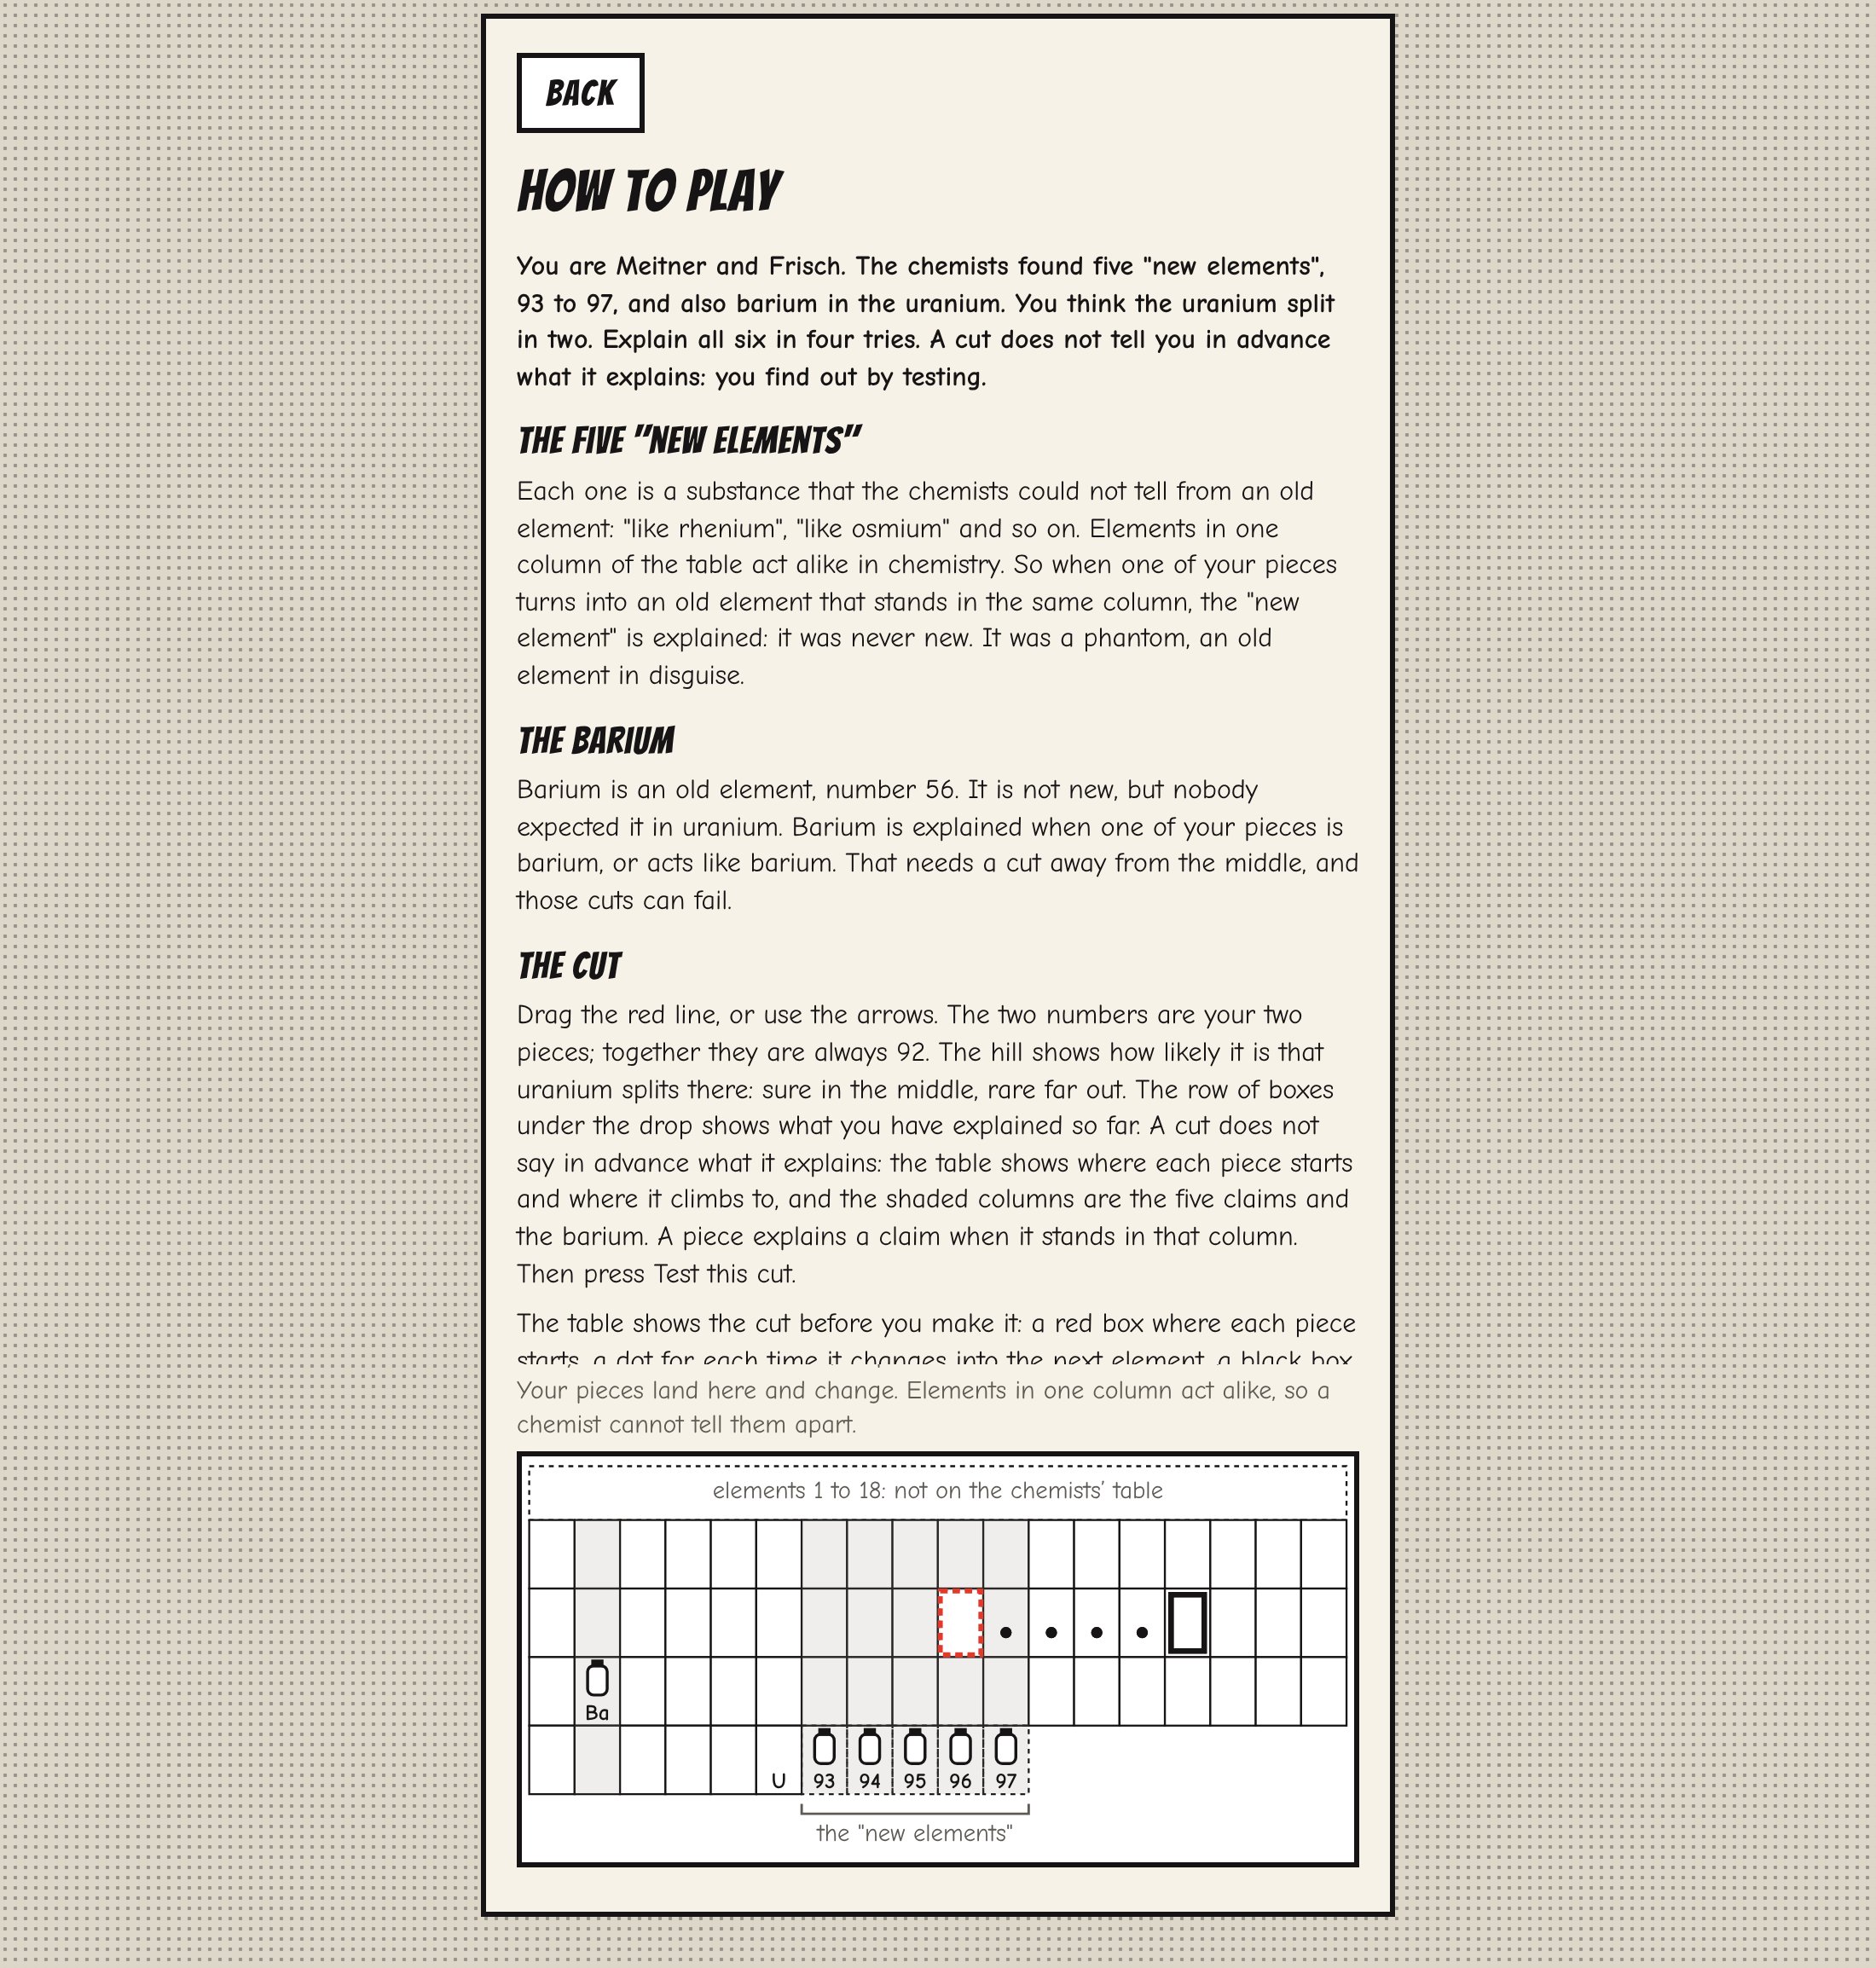 BACK
HOW TO PLAY
You are Meitner and Frisch. The chemists found five "new elements",
93 to 97, and also barium in the uranium. You think the uranium split
in two. Explain all six in four tries. A cut does not tell you in advance
what it explains: you find out by testing.
THE FIVE "NEW ELEMENTS"
Each one is a substance that the chemists could not tell from an old
element: "like rhenium", "like osmium" and so on. Elements in one
column of the table act alike in chemistry. So when one of your pieces
turns into an old element that stands in the same column, the "new
element" is explained: it was never new. It was a phantom, an old
element in disguise.
THE BARIUM
Barium is an old element, number 56. It is not new, but nobody
expected it in uranium. Barium is explained when one of your pieces is
barium, or acts like barium. That needs a cut away from the middle, and
those cuts can fail.
THE CUT
Drag the red line, or use the arrows. The two numbers are your two
pieces; together they are always 92. The hill shows how likely it is that
uranium splits there: sure in the middle, rare far out. The row of boxes
under the drop shows what you have explained so far. A cut does not
say in advance what it explains: the table shows where each piece starts
and where it climbs to, and the shaded columns are the five claims and
the barium. A piece explains a claim when it stands in that column.
Then press Test this cut.
The table shows the cut before you make it: a red box where each piece
starts, a dot for each time it changes into the next element, a black box
Your pieces land here and change. Elements in one column act alike, so a
chemist cannot tell them apart.
elements 1 to 18: not on the chemists' table
Ba
U 93 94 95 96 97
the "new elements"